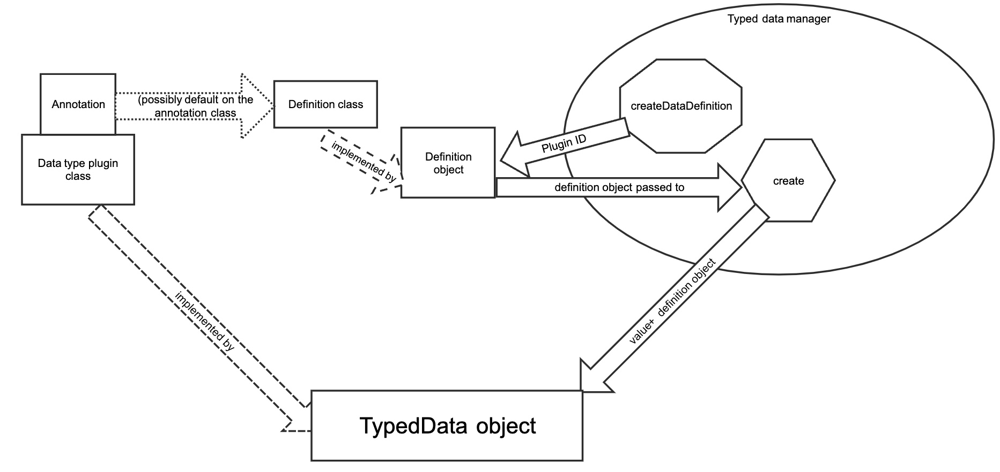 Typed data manager
Annotation
(possibly default on the
annotation class
Definition class
createDataDefinition
Data type plugin
class
implemented by
Definition
object
Plugin ID
definition object passed to
create
implemented by
value+ definition object
TypedData object